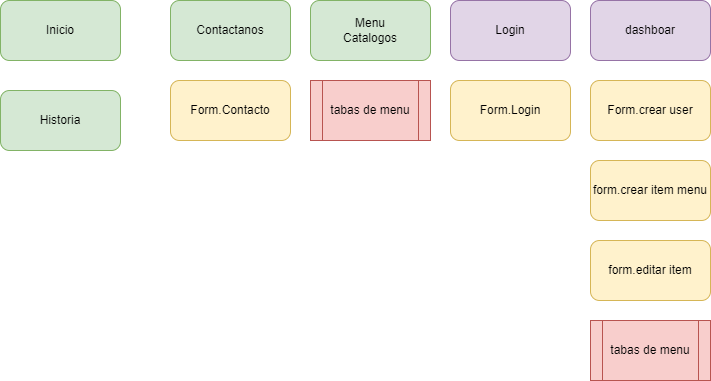 Inicio
Contactanos
Menu
Catalogos
Login
dashboar
Historia
Form.Contacto
tabas de menu
Form.Login
Form.crear user
form.crear item menu
form.editar item
tabas de menu